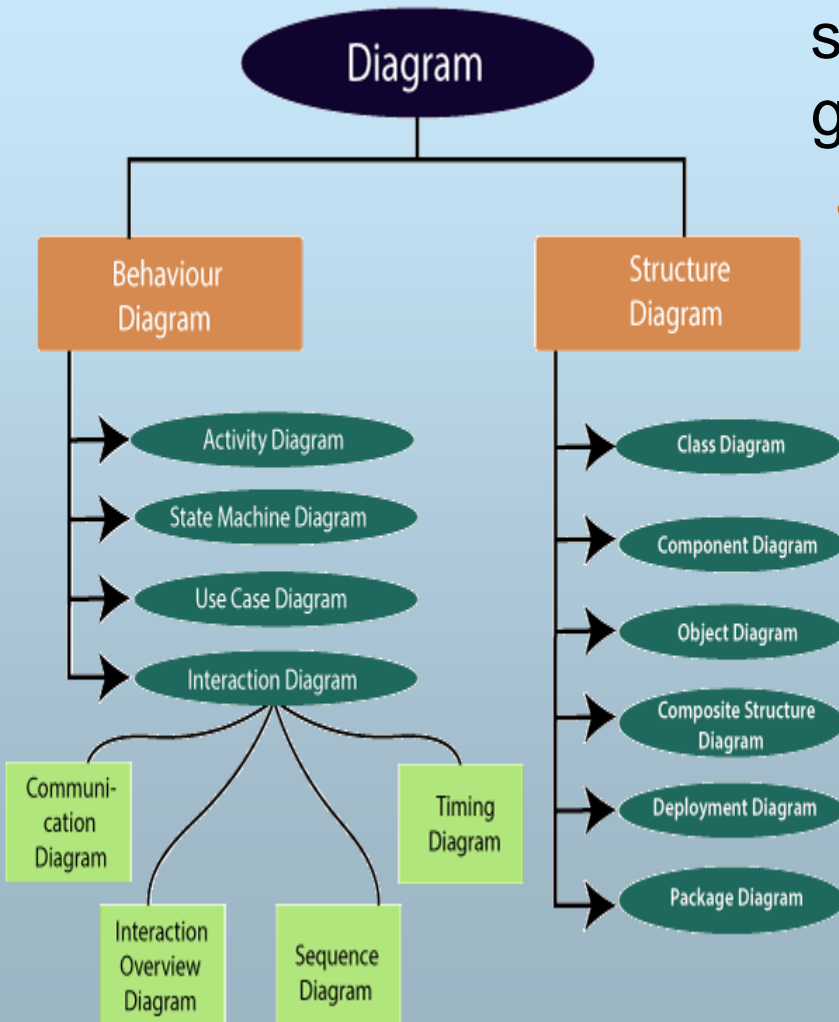 Diagram
Behaviour
Diagram
Activity Diagram
State Machine Diagram
Use Case Diagram
Interaction Diagram
Communi-
cation
Diagram
Interaction
Overview
Diagram
Sequence
Diagram
Timing
Diagram
Structure
Diagram
Class Diagram
Component Diagram
Object Diagram
Composite Structure
Diagram
Deployment Diagram
Package Diagram